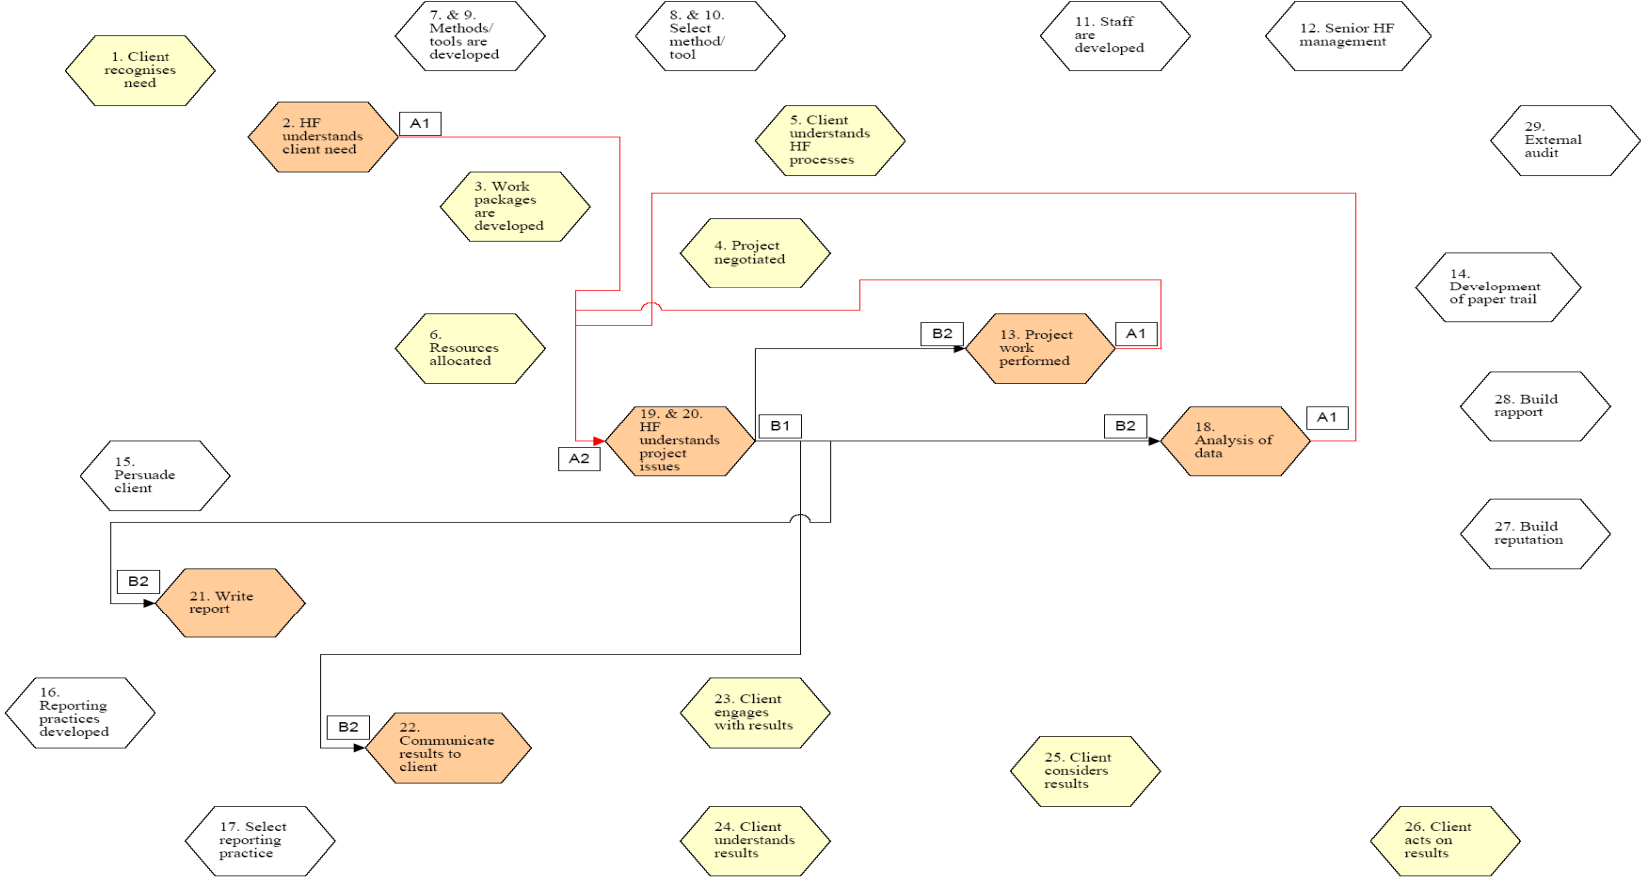 7. & 9.
Methods/
tools are
developed
8. & 10.
Select
method/
tool
11. Staff
are
developed
12. Senior HF
management
1. Client
recognises
need
2. HF
understands
client need
A1
5. Client
understands
HF
processes
29.
External
audit
3. Work
packages
are
developed
4. Project
negotiated
14.
Development
of paper trail
6.
Resources
allocated
B2
13. Project
work
performed
A1
28. Build
rapport
19. & 20.
HF
understands
project
issues
B1
A2
B2
18.
Analysis of
data
A1
15.
Persuade
client
27. Build
reputation
B2
21. Write
report
16.
Reporting
practices
developed
B2
22.
Communicate
results to
client
23. Client
engages
with results
25. Client
considers
results
17. Select
reporting
practice
24. Client
understands
results
26. Client
acts on
results